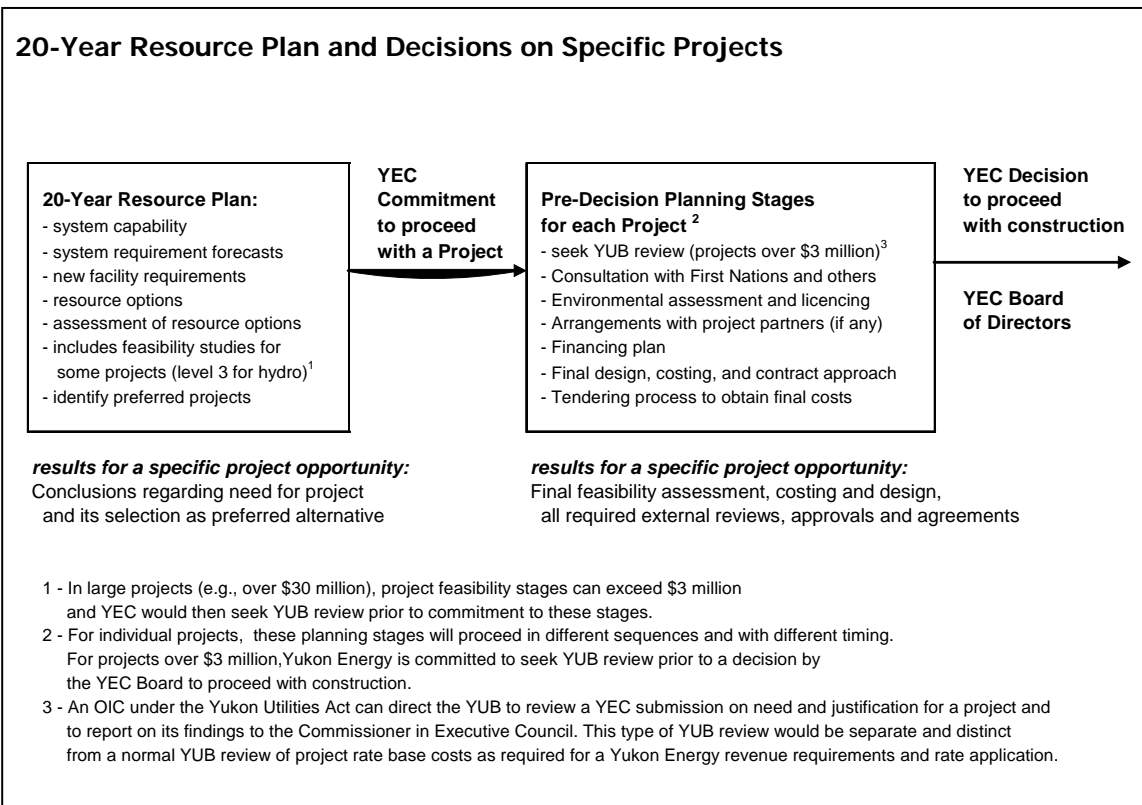 20-Year Resource Plan and Decisions on Specific Projects
20-Year Resource Plan:
- system capability
- system requirement forecasts
- new facility requirements
- resource options
- assessment of resource options
- includes feasibility studies for
some projects (level 3 for hydro)1
- identify preferred projects
YEC
Commitment
to proceed
with a Project
Pre-Decision Planning Stages
for each Project 2
- seek YUB review (projects over $3 million)3
- Consultation with First Nations and others
- Environmental assessment and licencing
- Arrangements with project partners (if any)
- Financing plan
- Final design, costing, and contract approach
- Tendering process to obtain final costs
YEC Decision
to proceed
with construction
YEC Board
of Directors
results for a specific project opportunity:
Conclusions regarding need for project
and its selection as preferred alternative
results for a specific project opportunity:
Final feasibility assessment, costing and design,
all required external reviews, approvals and agreements
1 - In large projects (e.g., over $30 million), project feasibility stages can exceed $3 million
and YEC would then seek YUB review prior to commitment to these stages.
2 - For individual projects,  these planning stages will proceed in different sequences and with different timing.
For projects over $3 million,Yukon Energy is committed to seek YUB review prior to a decision by
the YEC Board to proceed with construction.
3 - An OIC under the Yukon Utilities Act can direct the YUB to review a YEC submission on need and justification for a project and
to report on its findings to the Commissioner in Executive Council. This type of YUB review would be separate and distinct
from a normal YUB review of project rate base costs as required for a Yukon Energy revenue requirements and rate application.